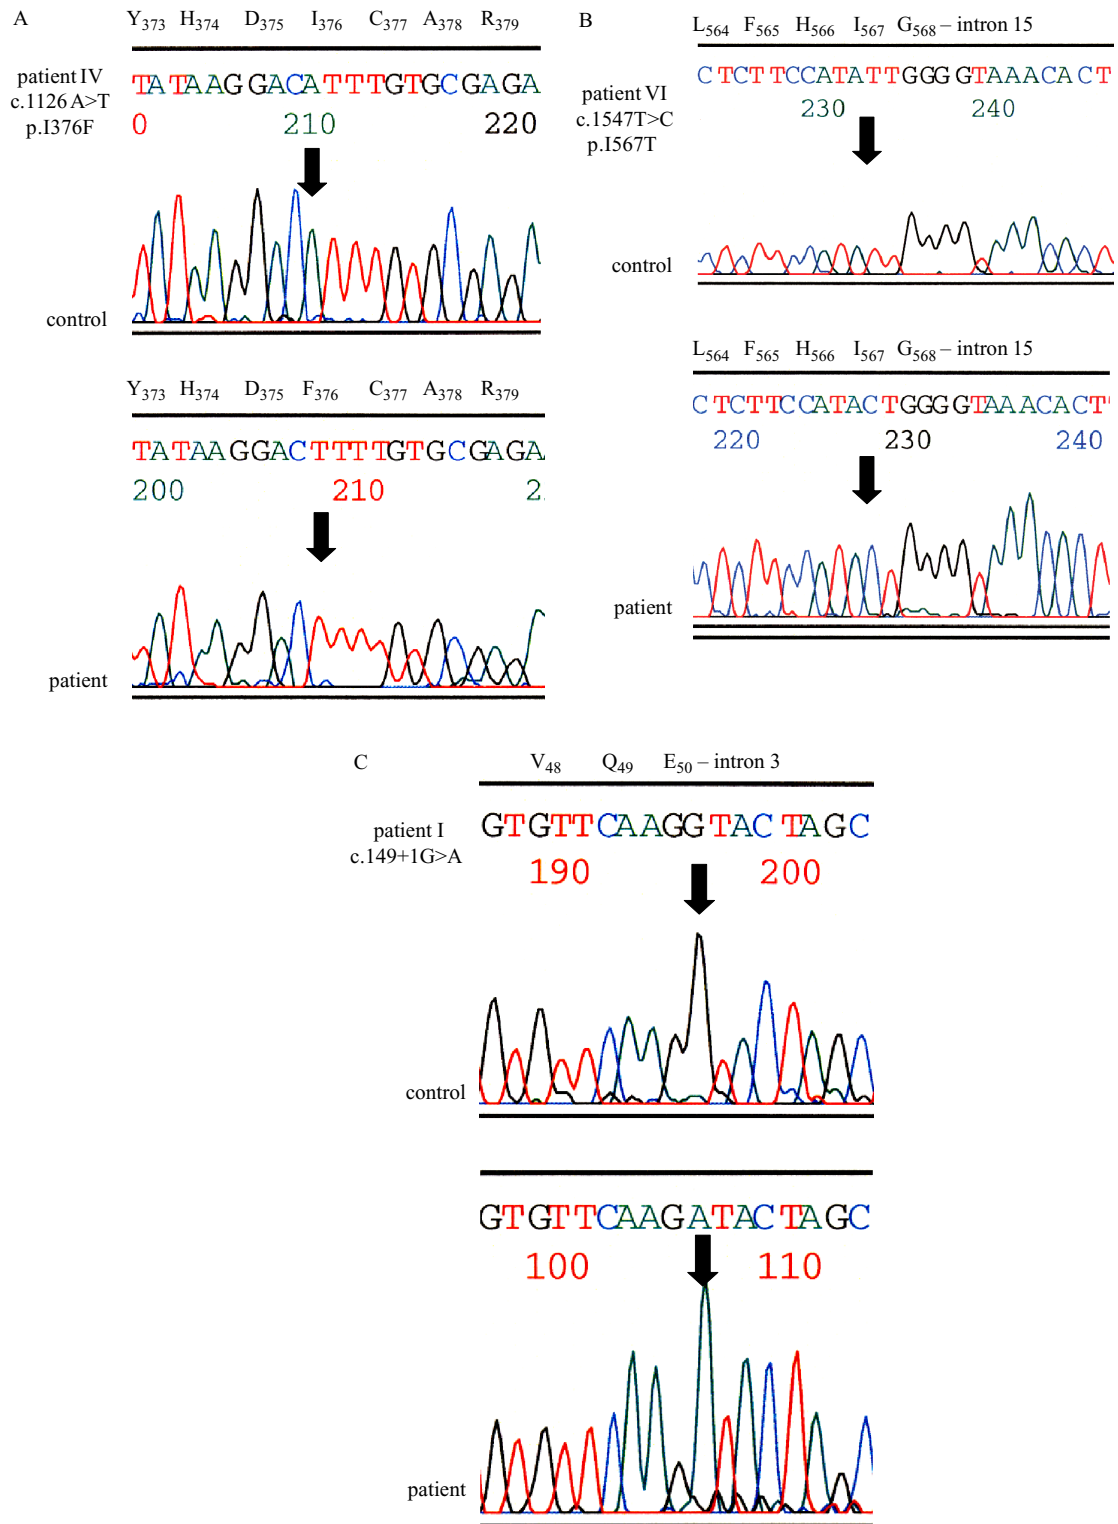 A
Y373 H374 D375 I376 C377 A378 R379
patient IV
c.1126 A>T
p.I376F
TATAAGGACATTTGTGCGAGA
0 210 220
control
Y373 H374 D375 F376 C377 A378 R379
TATAAGGACTTTTGTGCGAGA
200 210 2
patient
B
L564 F565 H566 I567 G568 – intron 15
patient VI
c.1547T>C
p.I567T
CTCTTCCATATTGGGGTAAACACT
230 240
control
L564 F565 H566 I567 G568 – intron 15
CTCTTCCATACTGGGGTAAACACT
220 230 240
patient
C
V48 Q49 E50 – intron 3
patient I
c.149+1G>A
GTGTTCAAGGTACTAGC
190 200
control
GTGTTCAAGATACTAGC
100 110
patient